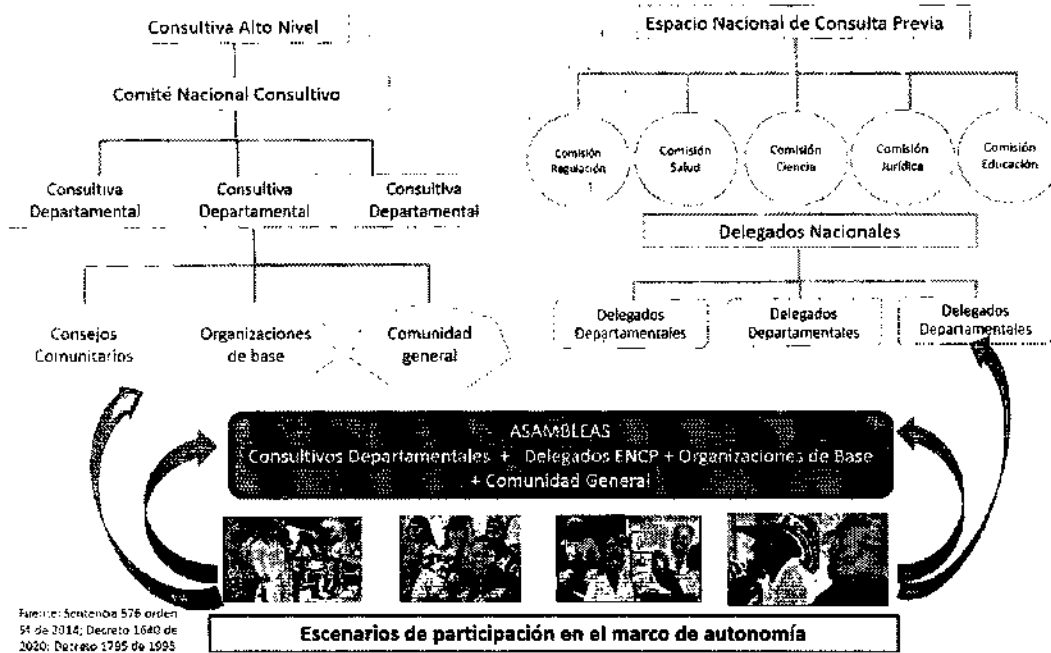 Consultiva Alto Nivel
Comité Nacional Consultivo
Consultiva
Departamental
Consultiva
Departamental
Consultiva
Departamental
Consejos
Comunitarios
Organizaciones
de base
Comunidad
general
Espacio Nacional de Consulta Previa
Comisión
Regulación
Comisión
Salud
Comisión
Ciencia
Comisión
Jurídica
Comisión
Educación
Delegados Nacionales
Delegados
Departamentales
Delegados
Departamentales
Delegados
Departamentales
ASAMBLEAS
Consultivos Departamentales + Delegados ENCP + Organizaciones de Base
+ Comunidad General
Fuente: Sentencia 576 orden
5ª de 2014; Decreto 1640 de
2020; Decreto 1795 de 1995
Escenarios de participación en el marco de autonomía